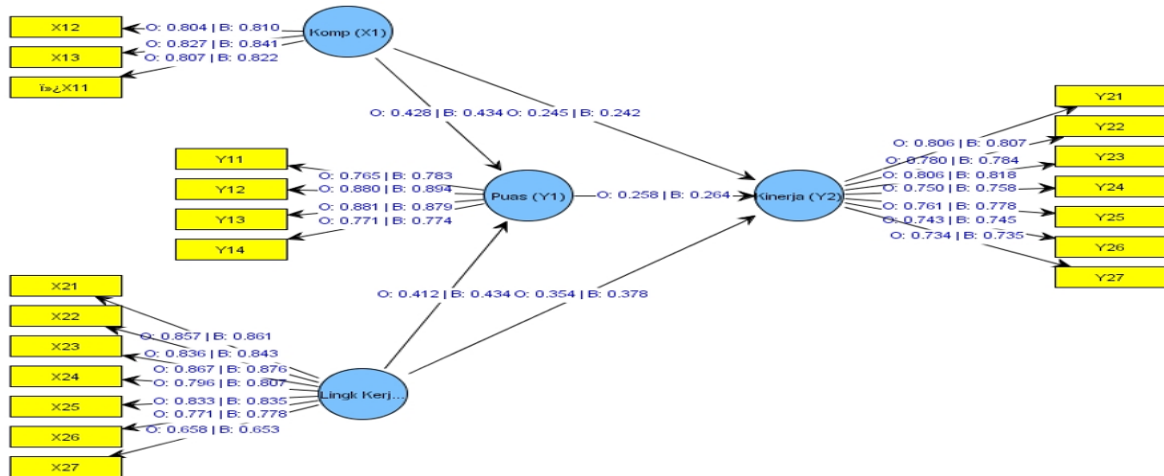 X12
X13
ï»¿X11
O: 0.804 | B: 0.810
O: 0.827 | B: 0.841
O: 0.807 | B: 0.822
Komp (X1)
O: 0.428 | B: 0.434
O: 0.245 | B: 0.242
Y11
Y12
Y13
Y14
O: 0.765 | B: 0.783
O: 0.880 | B: 0.894
O: 0.881 | B: 0.879
O: 0.771 | B: 0.774
Puas (Y1)
O: 0.258 | B: 0.264
Kinerja (Y2)
O: 0.806 | B: 0.807
O: 0.780 | B: 0.784
O: 0.806 | B: 0.818
O: 0.750 | B: 0.758
O: 0.761 | B: 0.778
O: 0.743 | B: 0.745
O: 0.734 | B: 0.735
Y21
Y22
Y23
Y24
Y25
Y26
Y27
O: 0.412 | B: 0.434
O: 0.354 | B: 0.378
X21
X22
X23
X24
X25
X26
X27
O: 0.857 | B: 0.861
O: 0.836 | B: 0.843
O: 0.867 | B: 0.876
O: 0.796 | B: 0.807
O: 0.833 | B: 0.835
O: 0.771 | B: 0.778
O: 0.658 | B: 0.653
Lingk Kerj...